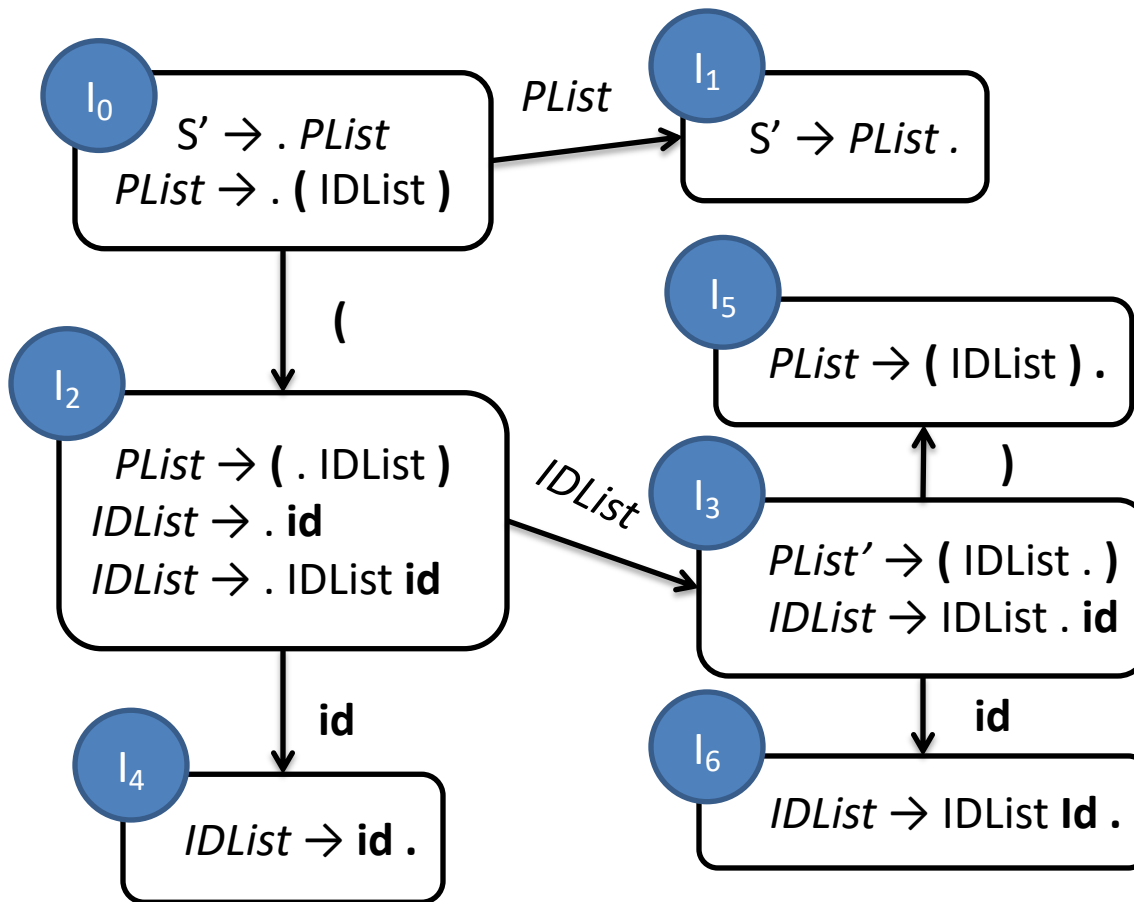 I0
S’ → . PList
PList → . ( IDList )
PList
I1
S’ → PList .
(
I2
PList → ( . IDList )
IDList → . id
IDList → . IDList id
IDList
I5
PList → ( IDList ) .
)
I3
PList’ → ( IDList . )
IDList → IDList . id
id
I4
IDList → id .
id
I6
IDList → IDList Id .